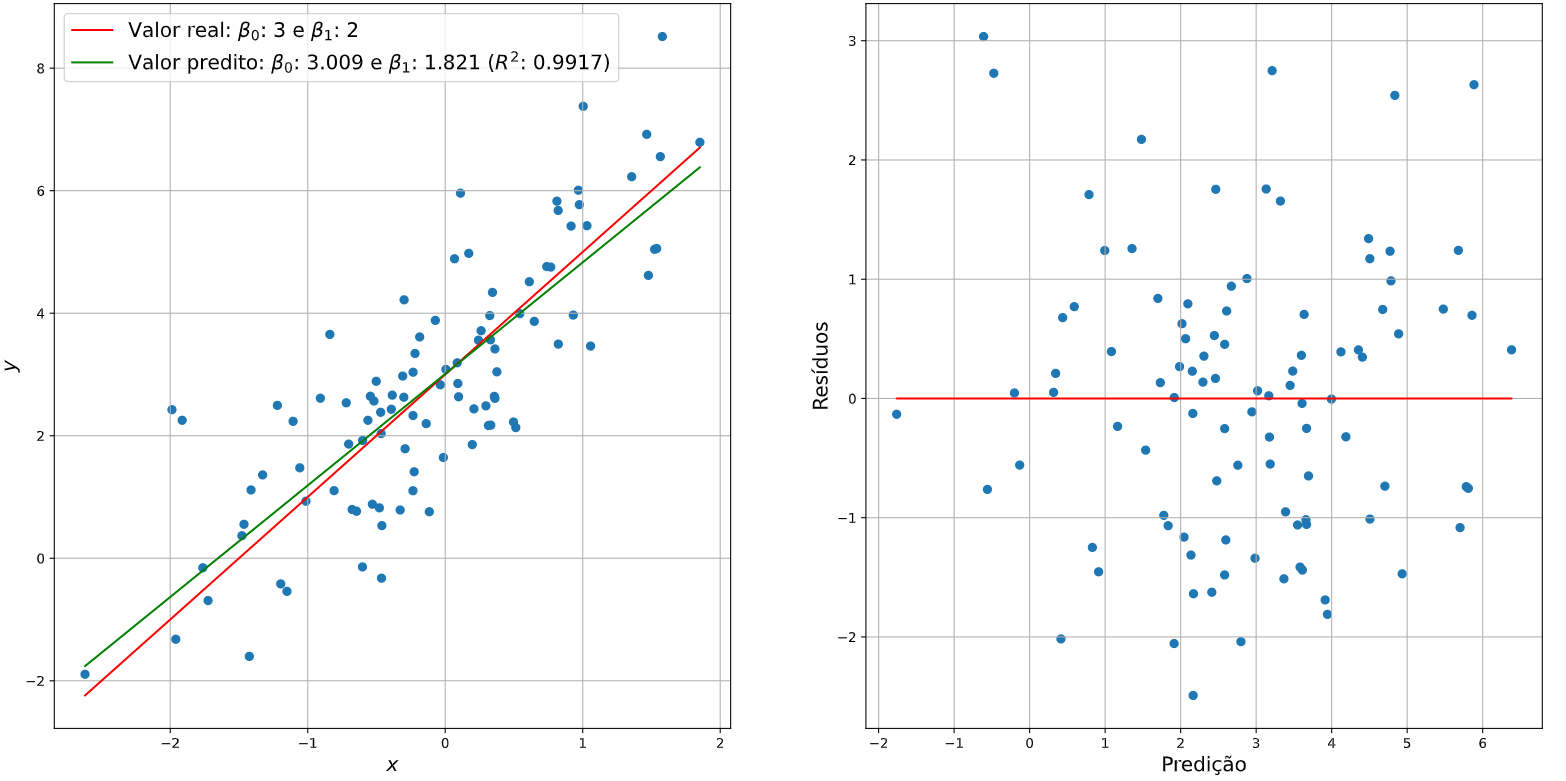 Valor real: β₀: 3 e β₁: 2
Valor predito: β₀: 3.009 e β₁: 1.821 (R²: 0.9917)
8
6
4
2
0
−2
y
−2 −1 0 1 2
x
3
2
1
0
−1
−2
Resíduos
−2 −1 0 1 2 3 4 5 6
Predição